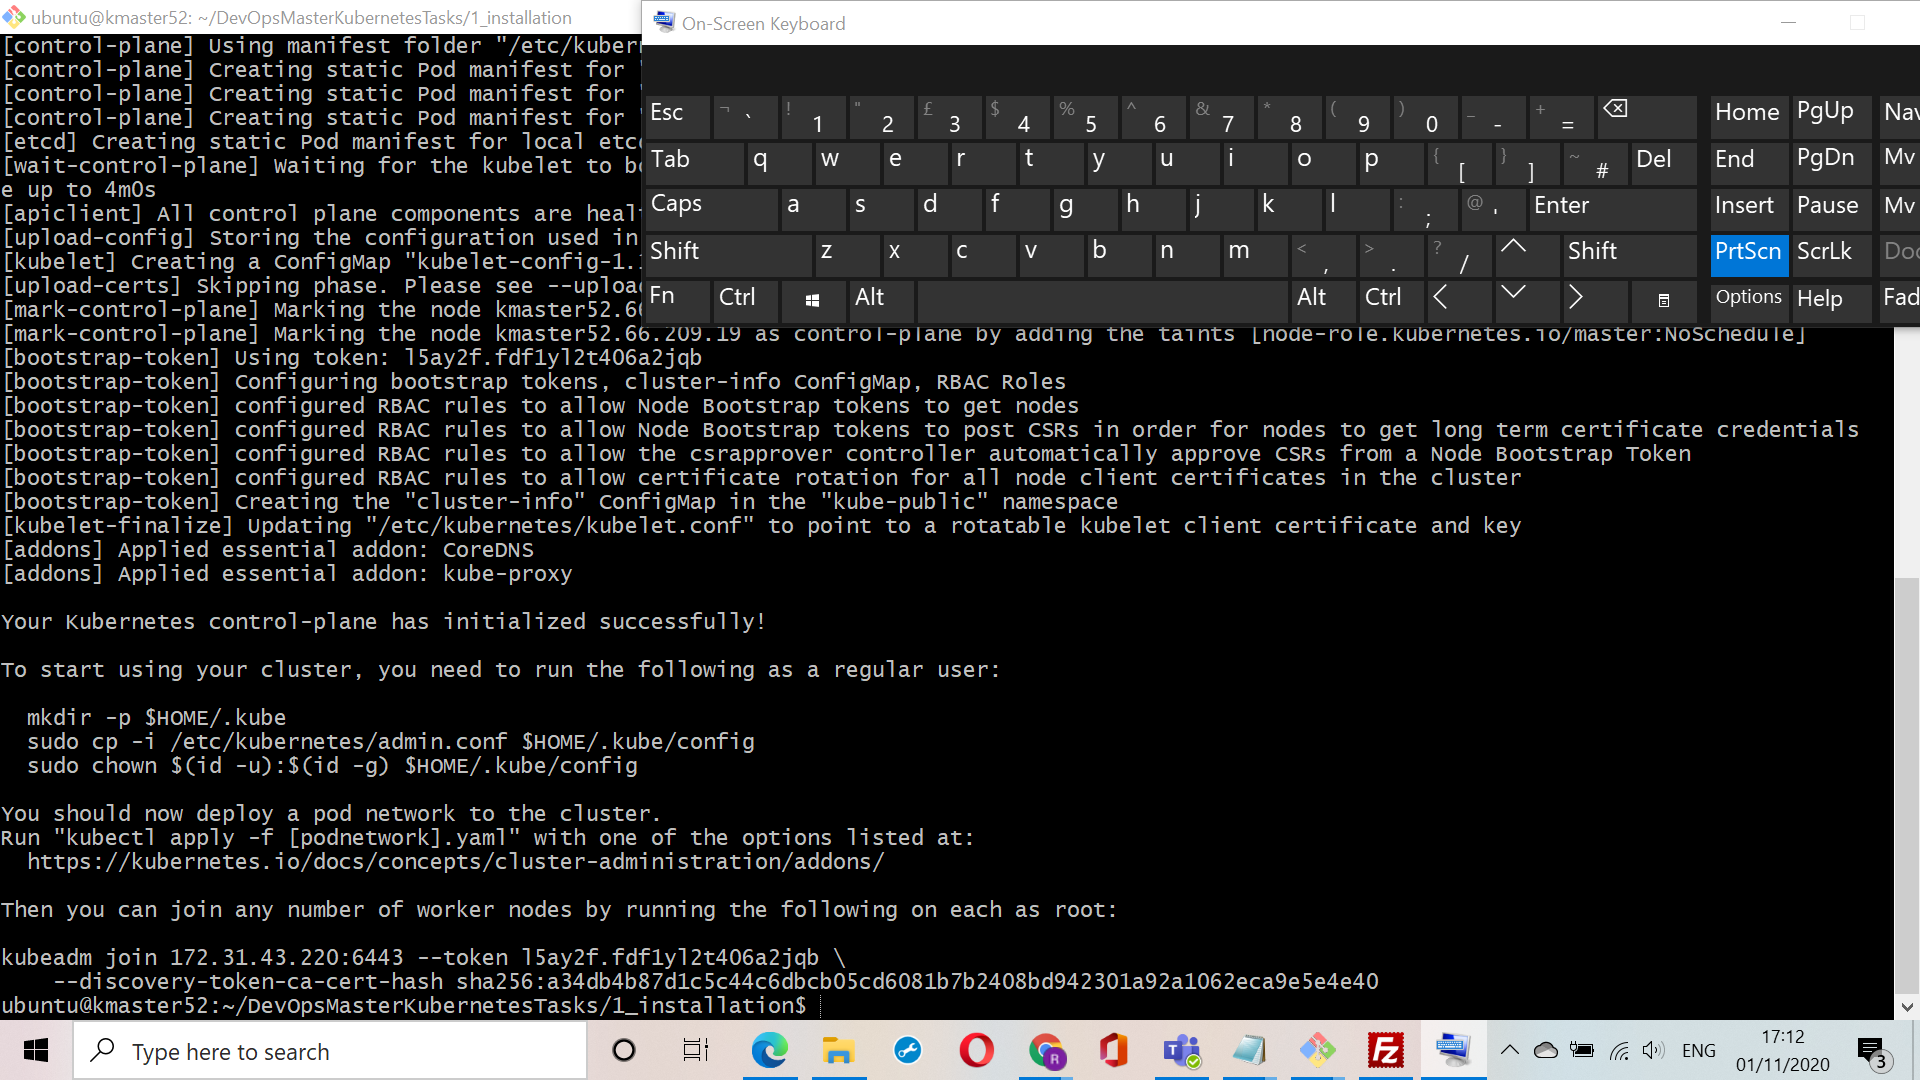 ubuntu@kmaster52: ~/DevOpsMasterKubernetesTasks/1_installation
On-Screen Keyboard
[control-plane] Using manifest folder "/etc/kuber
[control-plane] Creating static Pod manifest for
[control-plane] Creating static Pod manifest for
[control-plane] Creating static Pod manifest for
[etcd] Creating static Pod manifest for local etc
[wait-control-plane] Waiting for the kubelet to bo
e up to 4m0s
[apiclient] All control plane components are heal
[upload-config] Storing the configuration used in
[kubelet] Creating a ConfigMap "kubelet-config-1.
[upload-certs] Skipping phase. Please see --uploa
[mark-control-plane] Marking the node kmaster52.66
[mark-control-plane] Marking the node kmaster52.66.209.19 as control-plane by adding the taints [node-role.kubernetes.io/master:NoSchedule]
[bootstrap-token] Using token: l5ay2f.fdf1yl2t406a2jqb
[bootstrap-token] Configuring bootstrap tokens, cluster-info ConfigMap, RBAC Roles
[bootstrap-token] configured RBAC rules to allow Node Bootstrap tokens to get nodes
[bootstrap-token] configured RBAC rules to allow Node Bootstrap tokens to post CSRs in order for nodes to get long term certificate credentials
[bootstrap-token] configured RBAC rules to allow the csrapprover controller automatically approve CSRs from a Node Bootstrap Token
[bootstrap-token] configured RBAC rules to allow certificate rotation for all node client certificates in the cluster
[bootstrap-token] Creating the "cluster-info" ConfigMap in the "kube-public" namespace
[kubelet-finalize] Updating "/etc/kubernetes/kubelet.conf" to point to a rotatable kubelet client certificate and key
[addons] Applied essential addon: CoreDNS
[addons] Applied essential addon: kube-proxy
Your Kubernetes control-plane has initialized successfully!
To start using your cluster, you need to run the following as a regular user:
mkdir -p $HOME/.kube
sudo cp -i /etc/kubernetes/admin.conf $HOME/.kube/config
sudo chown $(id -u):$(id -g) $HOME/.kube/config
You should now deploy a pod network to the cluster.
Run "kubectl apply -f [podnetwork].yaml" with one of the options listed at:
https://kubernetes.io/docs/concepts/cluster-administration/addons/
Then you can join any number of worker nodes by running the following on each as root:
kubeadm join 172.31.43.220:6443 --token l5ay2f.fdf1yl2t406a2jqb \
--discovery-token-ca-cert-hash sha256:a34db4b87d1c5c44c6dbcb05cd6081b7b2408bd942301a92a1062eca9e5e4e40
ubuntu@kmaster52:~/DevOpsMasterKubernetesTasks/1_installation$
Esc ¬ ` ! 1 " 2 £ 3 $ 4 % 5 ^ 6 & 7 * 8 ( 9 ) 0 _ - + = Home PgUp Nav
Tab q w e r t y u i o p { [ } ] ~ # Del End PgDn Mv
Caps a s d f g h j k l : ; @ ' Enter Insert Pause Mv
Shift z x c v b n m < , > . ? / Shift PrtScn ScrLk Doc
Fn Ctrl Alt Alt Ctrl Options Help Fad
Type here to search
R
FZ
ENG
17:12
01/11/2020
3